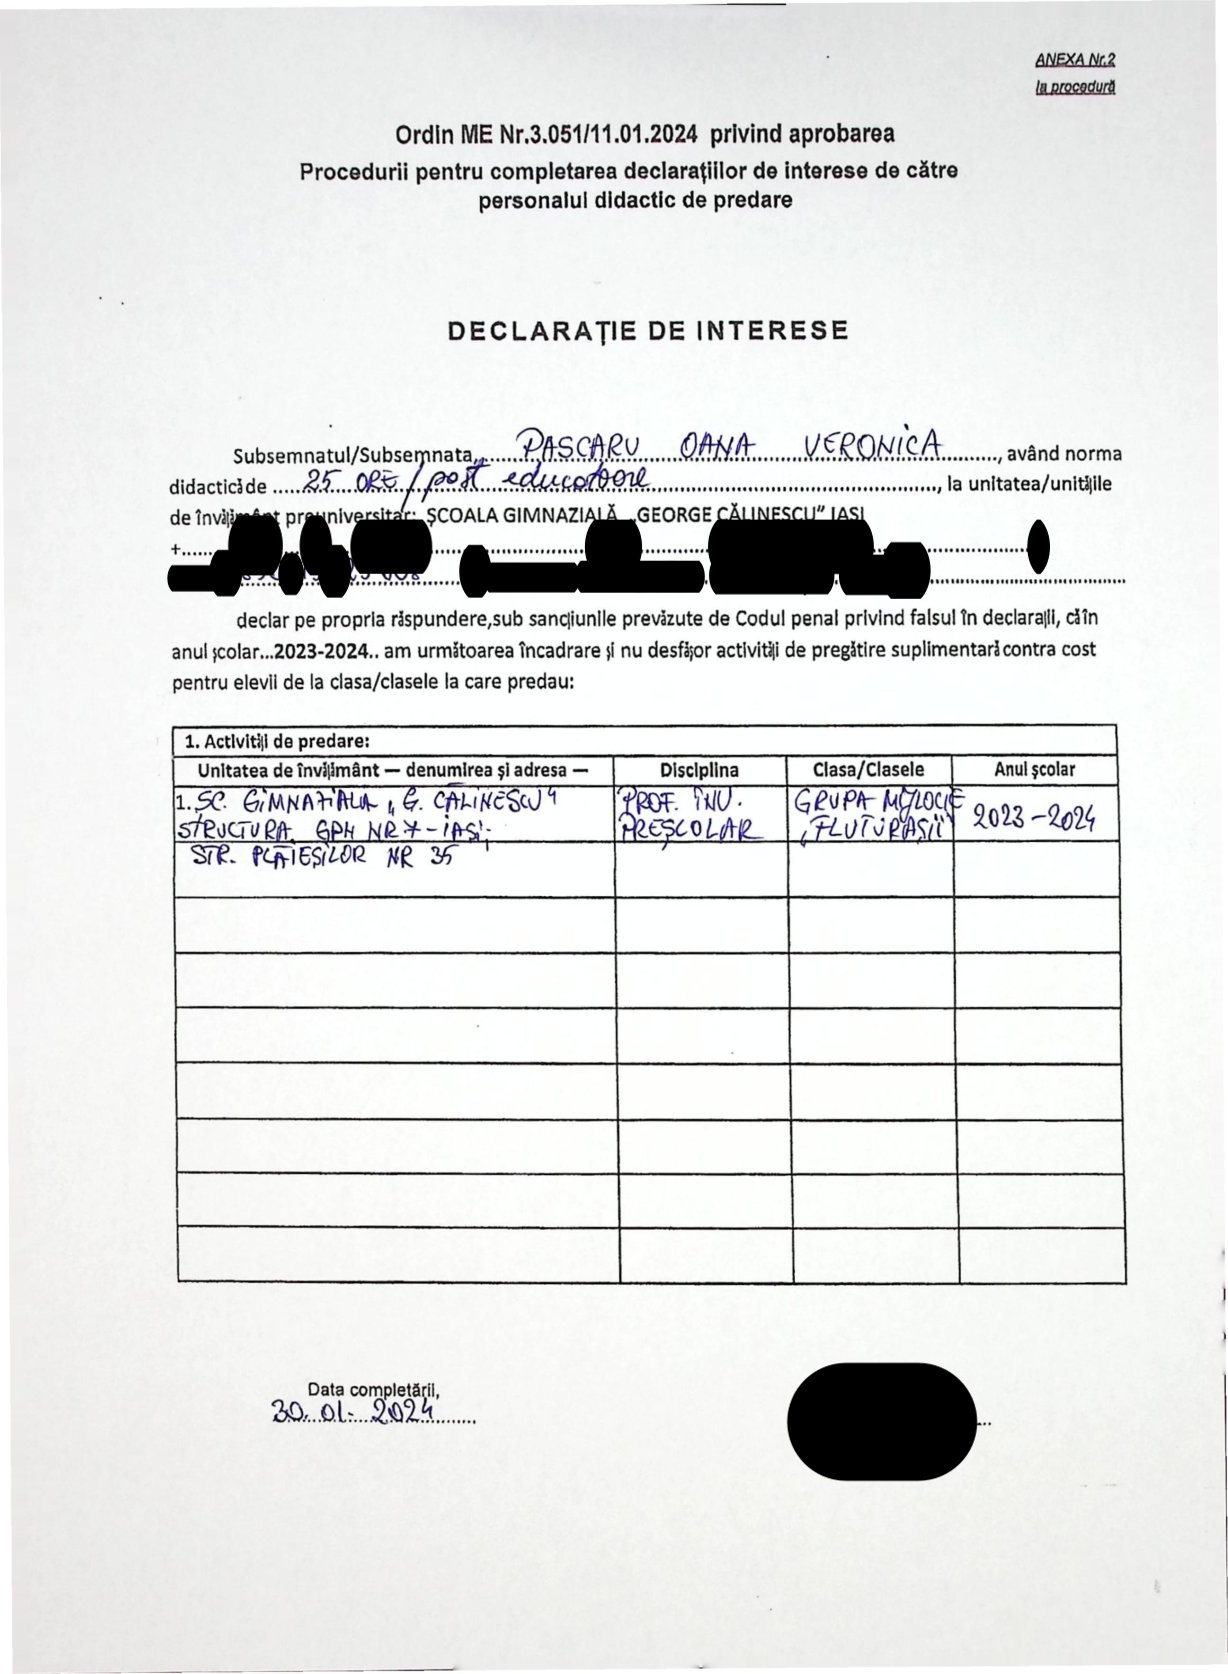 ANEXA Nr.2
la procedură
Ordin ME Nr.3.051/11.01.2024 privind aprobarea
Procedurii pentru completarea declarațiilor de interese de către
personalul didactic de predare
DECLARAȚIE DE INTERESE
Subsemnatul/Subsemnata,......PASCARU OANA VERONICA.........., având norma
didactică de ......25 ORE / post educatoare..........................................................., la unitatea/unitățile
de învățământ preuniversitar: ȘCOALA GIMNAZIALĂ „GEORGE CĂLINESCU” IAȘI
+......
declar pe propria răspundere,sub sancțiunile prevăzute de Codul penal privind falsul în declarații, că în
anul școlar...2023-2024.. am următoarea încadrare și nu desfășor activități de pregătire suplimentară contra cost
pentru elevii de la clasa/clasele la care predau:
1. Activități de predare:
Unitatea de învățământ — denumirea și adresa — Disciplina Clasa/Clasele Anul școlar
1. SC. GIMNAZIALA „G. CĂLINESCU" PROF. ÎNV. GRUPA MIJLOCIE
STRUCTURA GPH NR 7 - IAȘI, PREȘCOLAR „FLUTURAȘII" 2023-2024
STR. PLĂIEȘILOR NR 35
Data completării,
30.01.2024